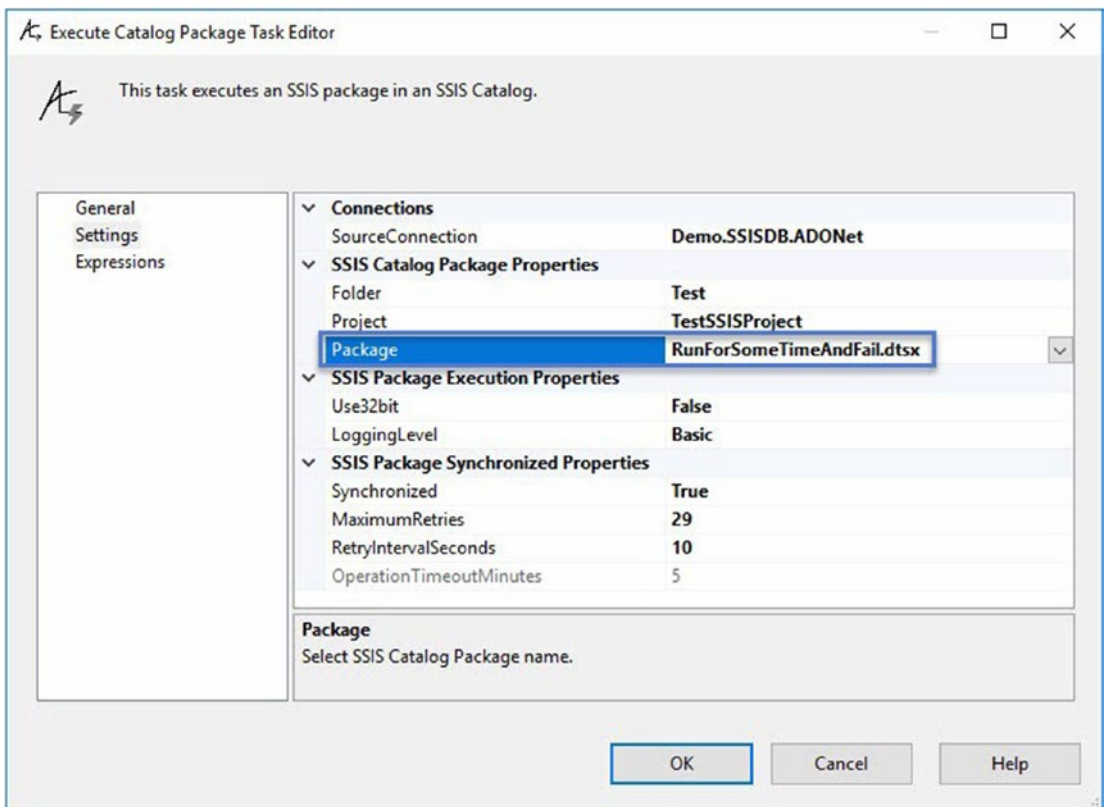 Execute Catalog Package Task Editor
This task executes an SSIS package in an SSIS Catalog.
General
Settings
Expressions
Connections
SourceConnection Demo.SSISDB.ADONet
SSIS Catalog Package Properties
Folder Test
Project TestSSISProject
Package RunForSomeTimeAndFail.dtsx
SSIS Package Execution Properties
Use32bit False
LoggingLevel Basic
SSIS Package Synchronized Properties
Synchronized True
MaximumRetries 29
RetryIntervalSeconds 10
OperationTimeoutMinutes 5
Package
Select SSIS Catalog Package name.
OK Cancel Help